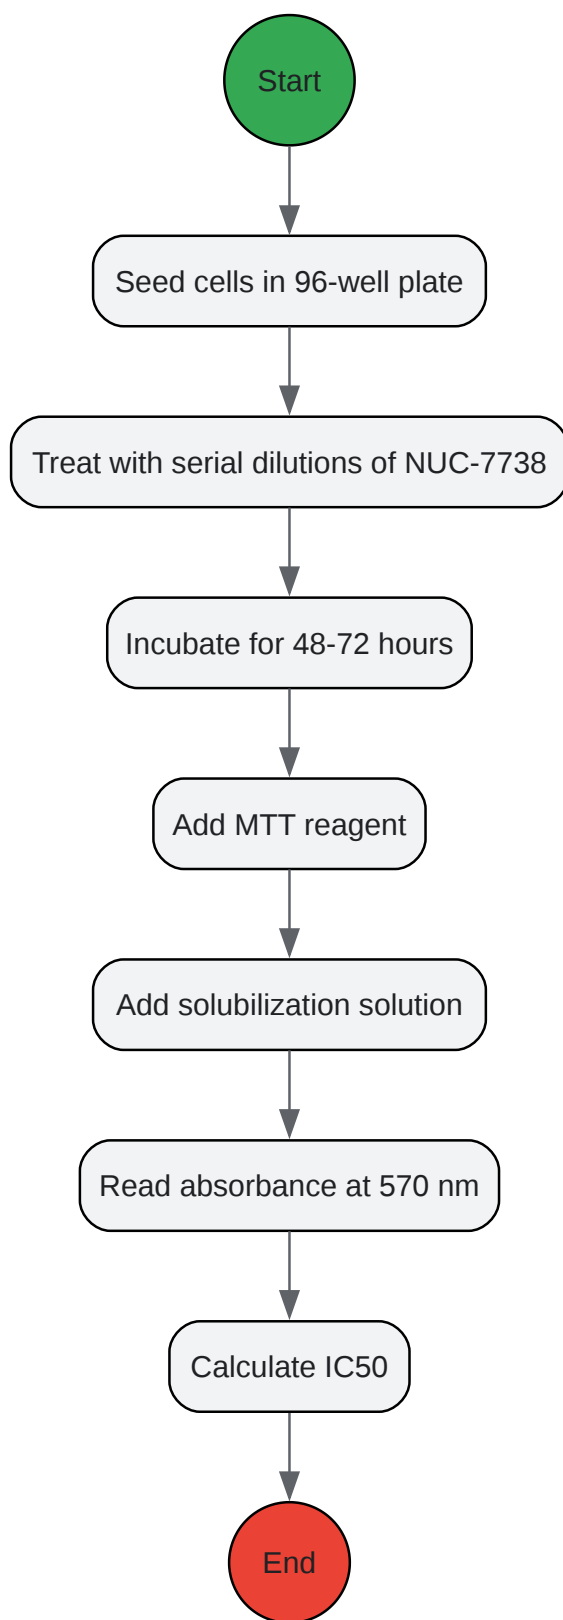 Start
Seed cells in 96-well plate
Treat with serial dilutions of NUC-7738
Incubate for 48-72 hours
Add MTT reagent
Add solubilization solution
Read absorbance at 570 nm
Calculate IC50
End